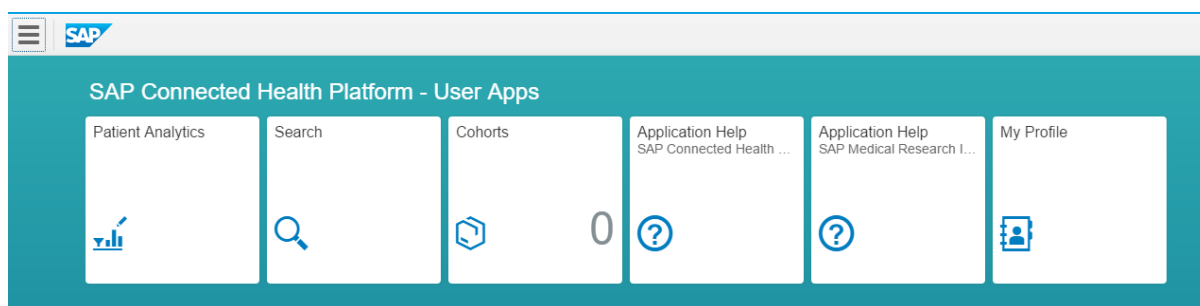 SAP
SAP Connected Health Platform - User Apps
Patient Analytics
Search
Cohorts
0
Application Help
SAP Connected Health ...
Application Help
SAP Medical Research I...
My Profile